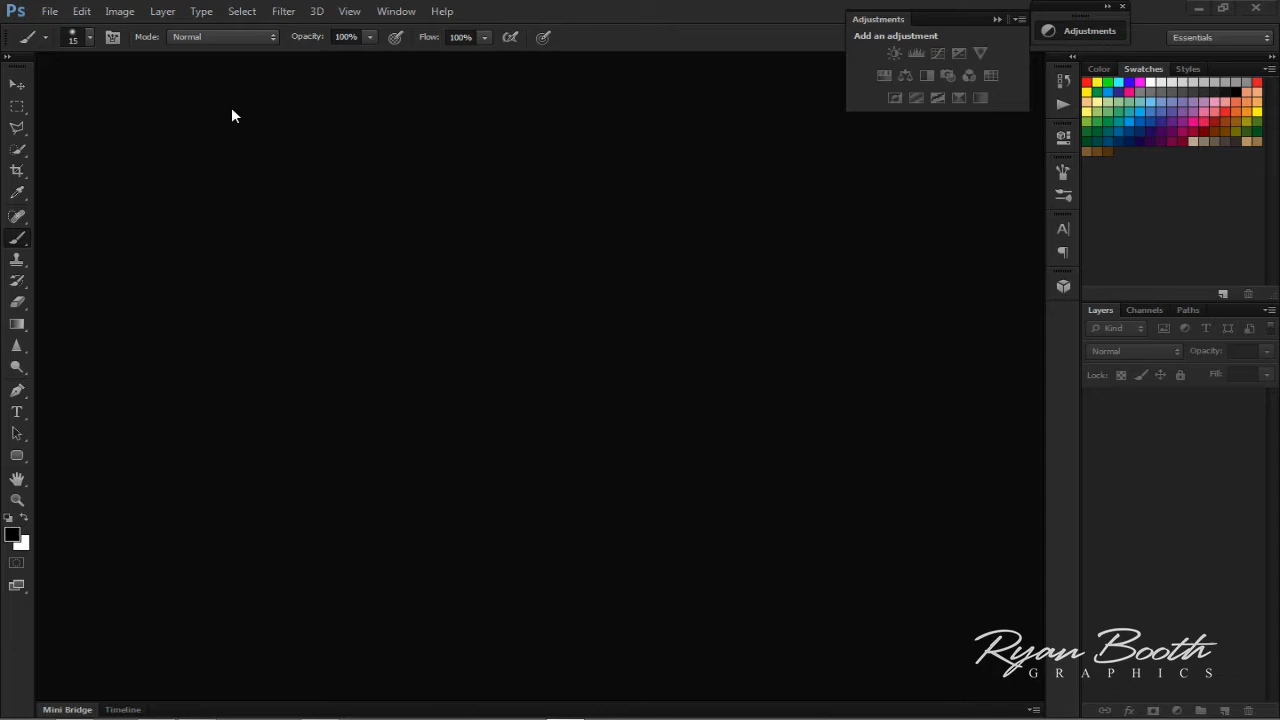 Ps File Edit Image Layer Type Select Filter 3D View Window Help
15 Mode: Normal Opacity: 100% Flow: 100%
Adjustments
Add an adjustment
Adjustments
Essentials
Color Swatches Styles
Layers Channels Paths
Kind
Normal Opacity:
Lock: Fill:
Ryan Booth
GRAPHICS
Mini Bridge Timeline